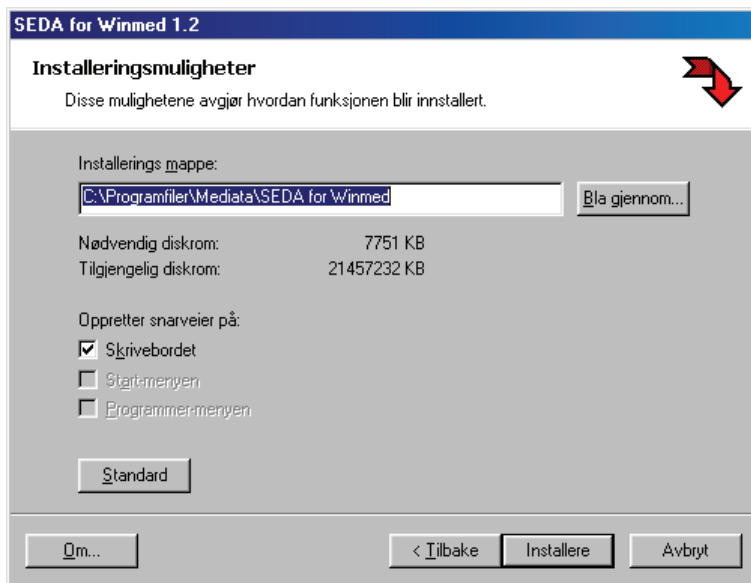 SEDA for Winmed 1.2
Installeringsmuligheter
Disse mulighetene avgjør hvordan funksjonen blir innstallert.
Installerings mappe:
C:\Programfiler\Mediata\SEDA for Winmed
Bla gjennom...
Nødvendig diskrom: 7751 KB
Tilgjengelig diskrom: 21457232 KB
Oppretter snarveier på:
Skrivebordet
Start-menyen
Programmer-menyen
Standard
Om...
< Tilbake
Installere
Avbryt